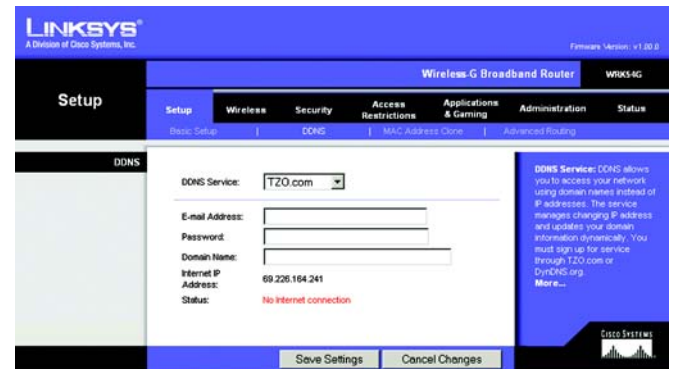 LINKSYS®
A Division of Cisco Systems, Inc.
Firmware Version: v1.00.0
Wireless-G Broadband Router WRK54G
Setup
Setup Wireless Security Access Restrictions Applications & Gaming Administration Status
Basic Setup | DDNS | MAC Address Clone | Advanced Routing
DDNS
DDNS Service: TZO.com
E-mail Address:
Password:
Domain Name:
Internet IP Address: 69.226.164.241
Status: No Internet connection
DDNS Service: DDNS allows
you to access your network
using domain names instead of
IP addresses. The service
manages changing IP address
and updates your domain
information dynamically. You
must sign up for service
through TZO.com or
DynDNS.org.
More...
CISCO SYSTEMS
Save Settings Cancel Changes